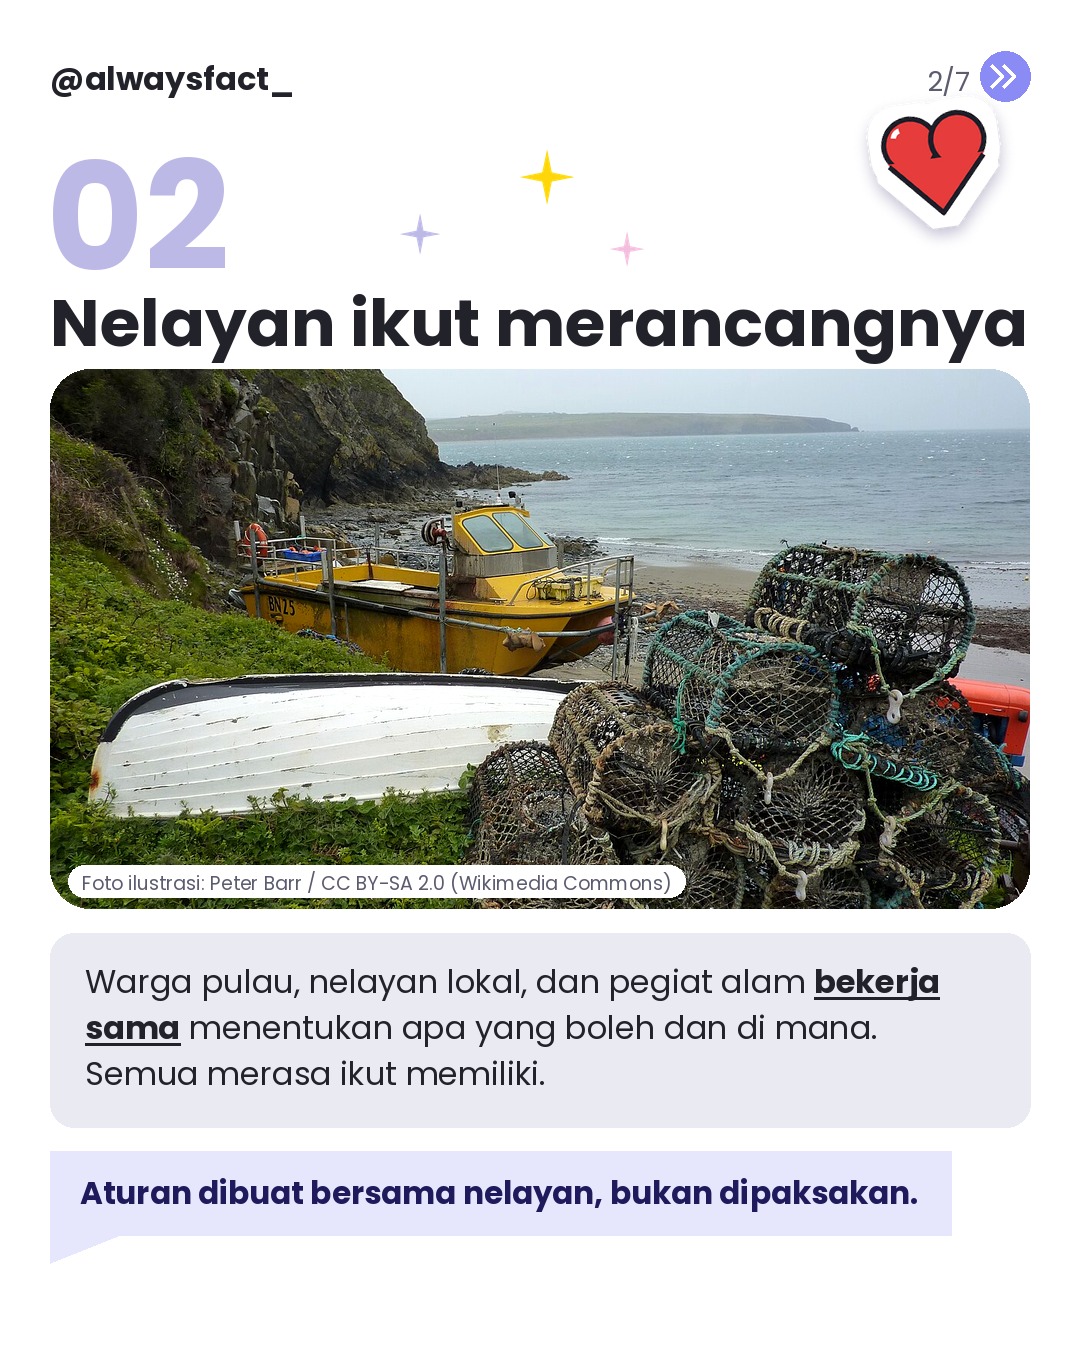 @alwaysfact_
2/7
02
Nelayan ikut merancangnya
BN25
Foto ilustrasi: Peter Barr / CC BY-SA 2.0 (Wikimedia Commons)
Warga pulau, nelayan lokal, dan pegiat alam bekerja
sama menentukan apa yang boleh dan di mana.
Semua merasa ikut memiliki.
Aturan dibuat bersama nelayan, bukan dipaksakan.